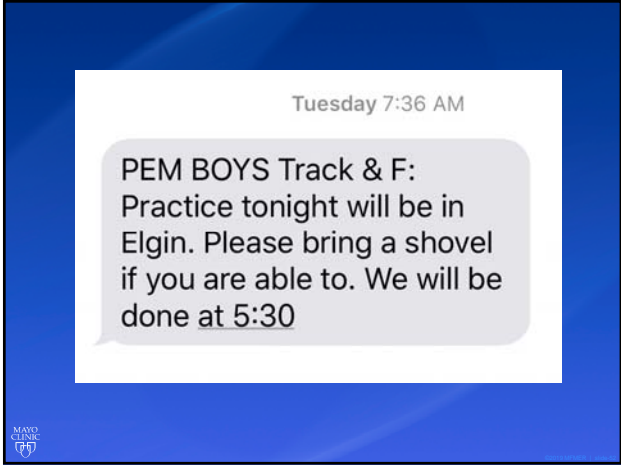 Tuesday 7:36 AM
PEM BOYS Track & F:
Practice tonight will be in
Elgin. Please bring a shovel
if you are able to. We will be
done at 5:30
MAYO
CLINIC